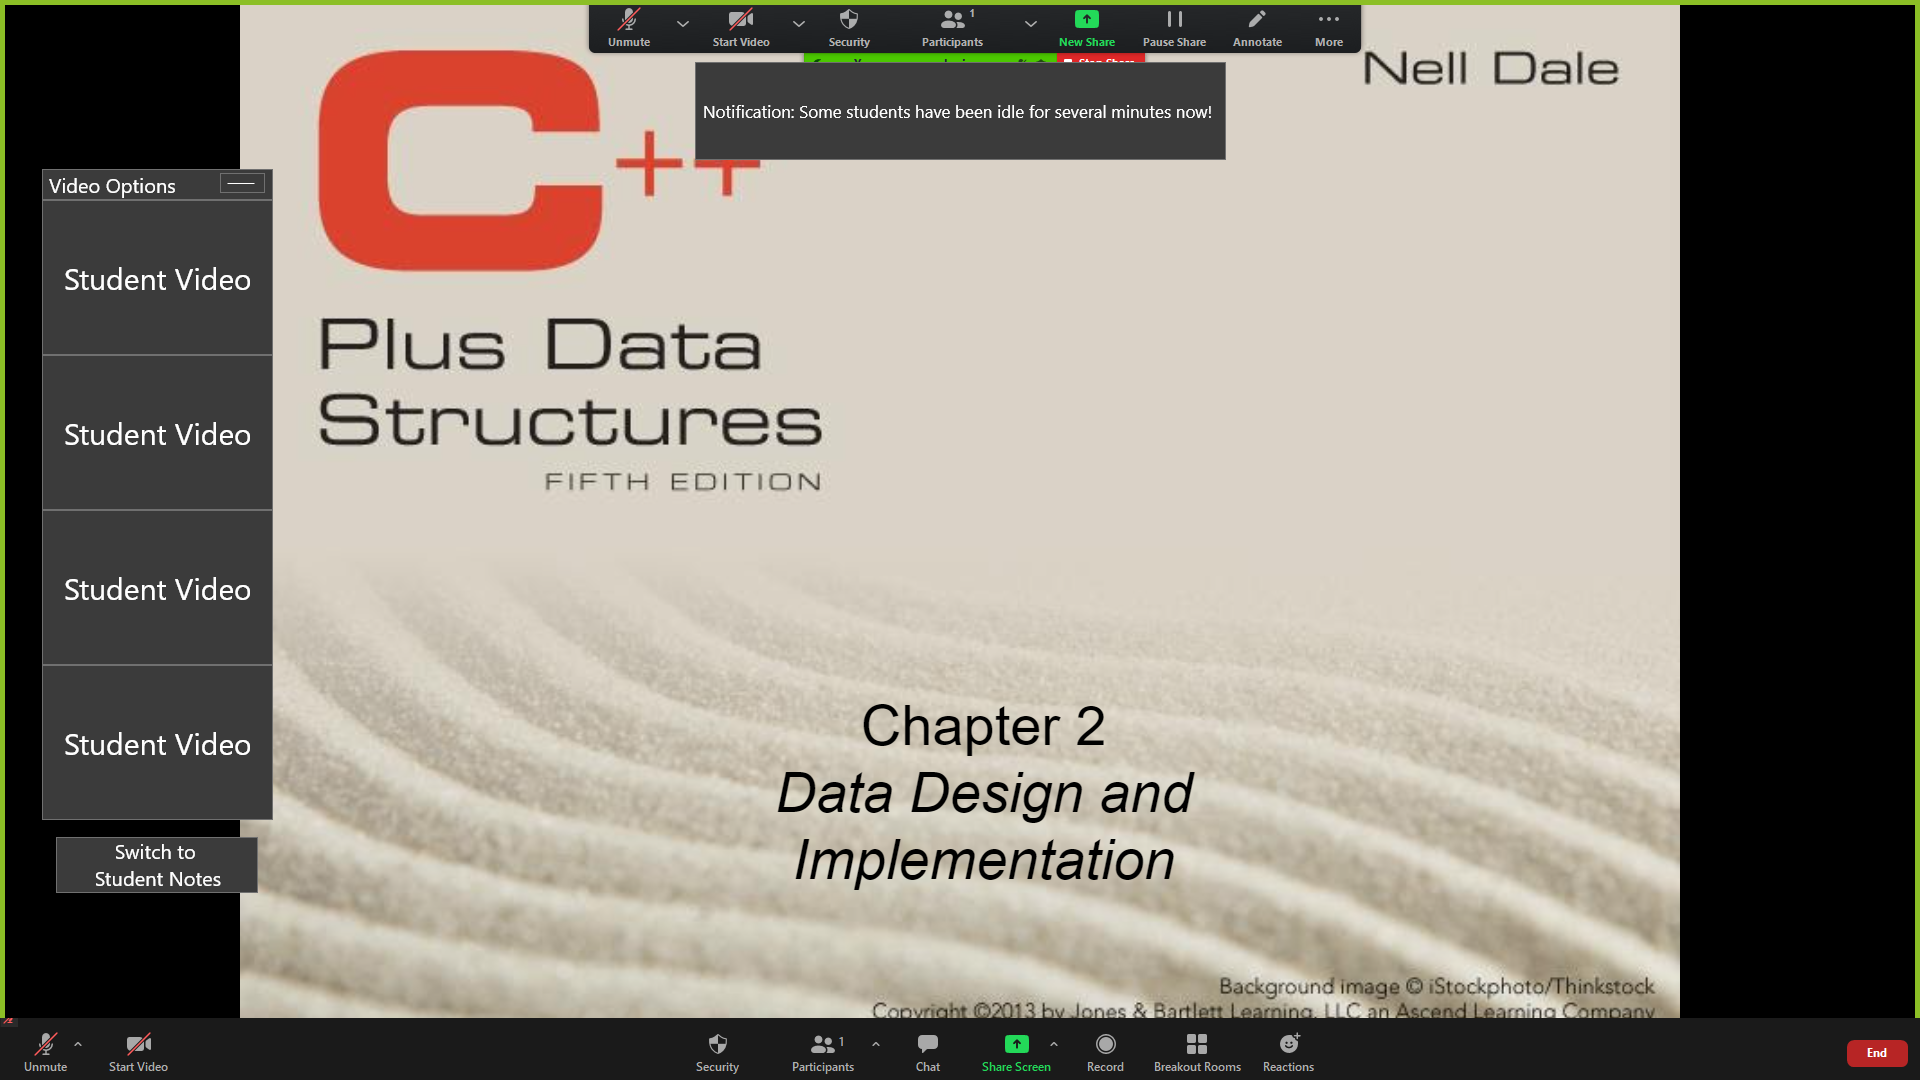 Unmute
Start Video
Security
Participants
1
New Share
Pause Share
Annotate
More
Stop Share
Notification: Some students have been idle for several minutes now!
Nell Dale
C++
Plus Data
Structures
FIFTH EDITION
Video Options
Student Video
Student Video
Student Video
Student Video
Switch to
Student Notes
Chapter 2
Data Design and
Implementation
Background image © iStockphoto/Thinkstock
Copyright ©2013 by Jones & Bartlett Learning, LLC an Ascend Learning Company
Unmute
Start Video
Security
Participants
1
Chat
Share Screen
Record
Breakout Rooms
Reactions
End